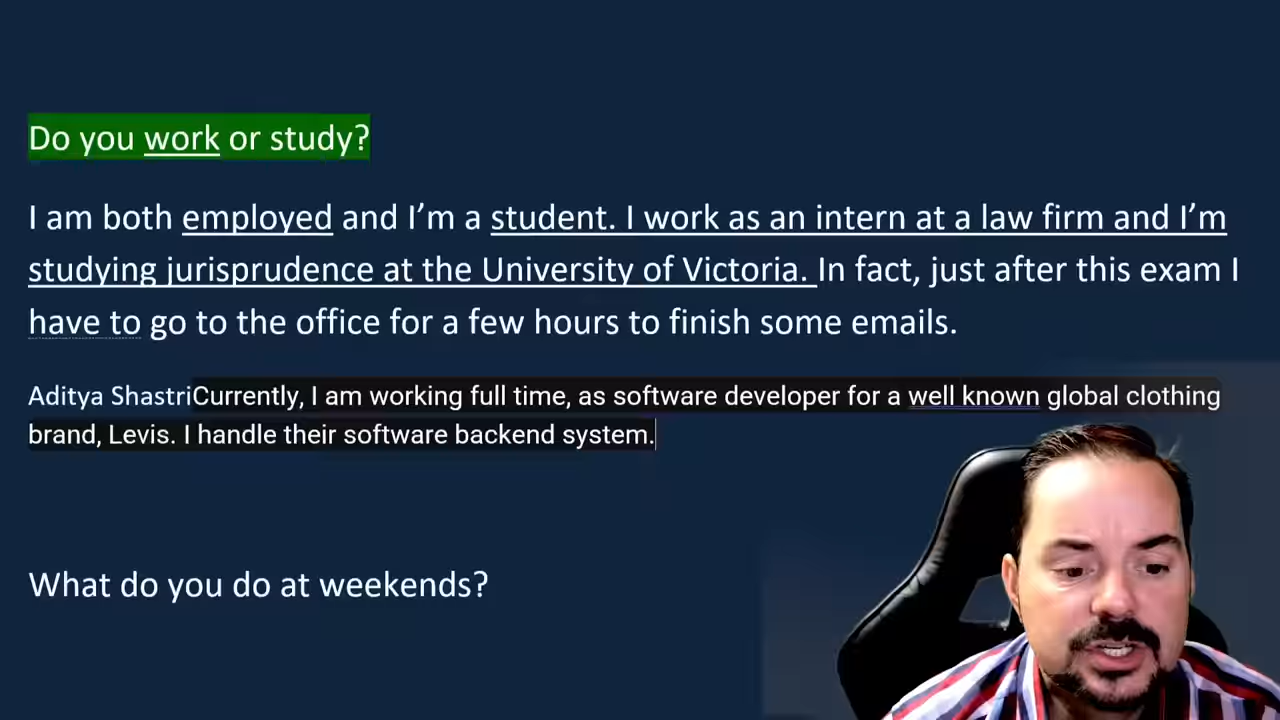 Do you work or study?
I am both employed and I’m a student. I work as an intern at a law firm and I’m
studying jurisprudence at the University of Victoria. In fact, just after this exam I
have to go to the office for a few hours to finish some emails.
Aditya ShastriCurrently, I am working full time, as software developer for a well known global clothing
brand, Levis. I handle their software backend system.
What do you do at weekends?